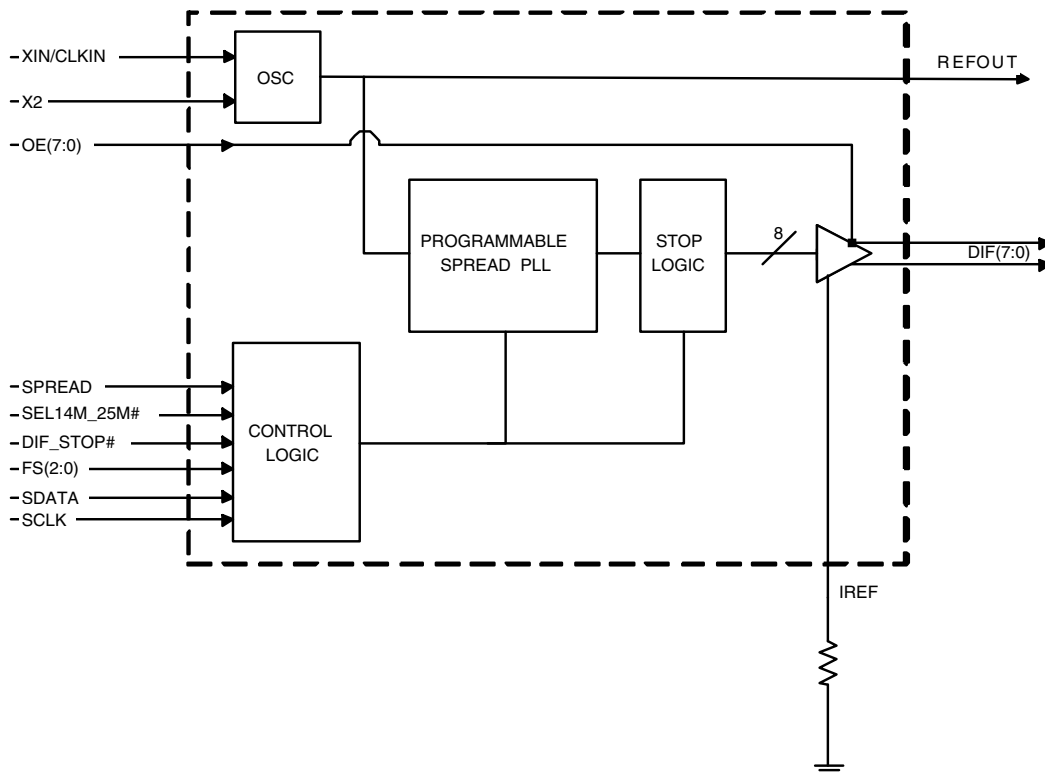 XIN/CLKIN
OSC
REFOUT
X2
OE(7:0)
PROGRAMMABLE
SPREAD PLL
STOP
LOGIC
8
DIF(7:0)
SPREAD
SEL14M_25M#
DIF_STOP#
FS(2:0)
SDATA
SCLK
CONTROL
LOGIC
IREF